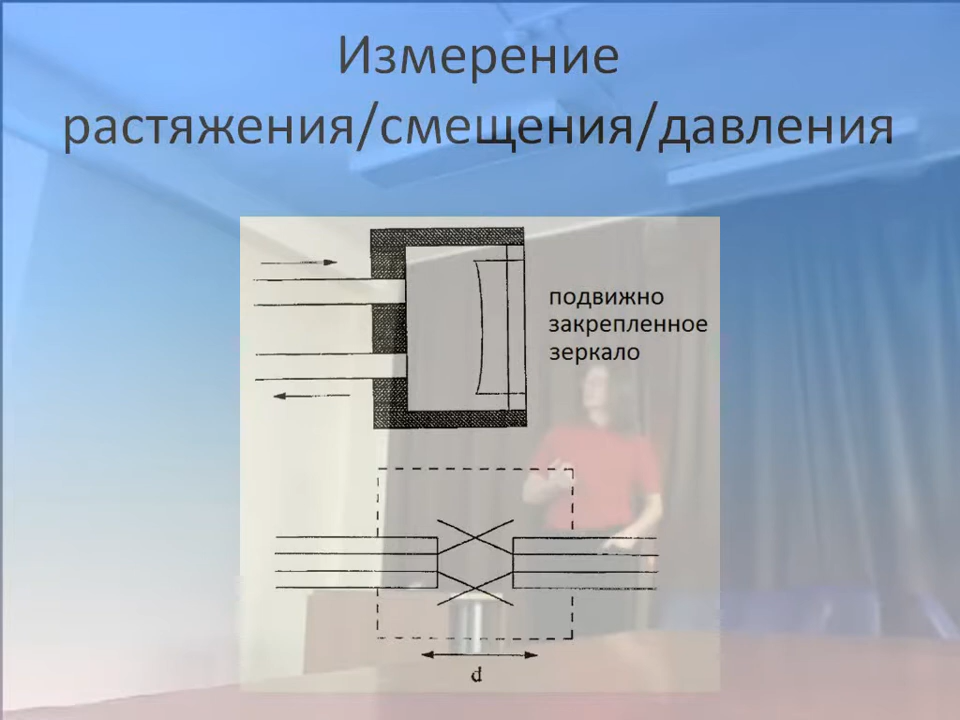 Измерение
растяжения/смещения/давления
подвижно
закрепленное
зеркало
d